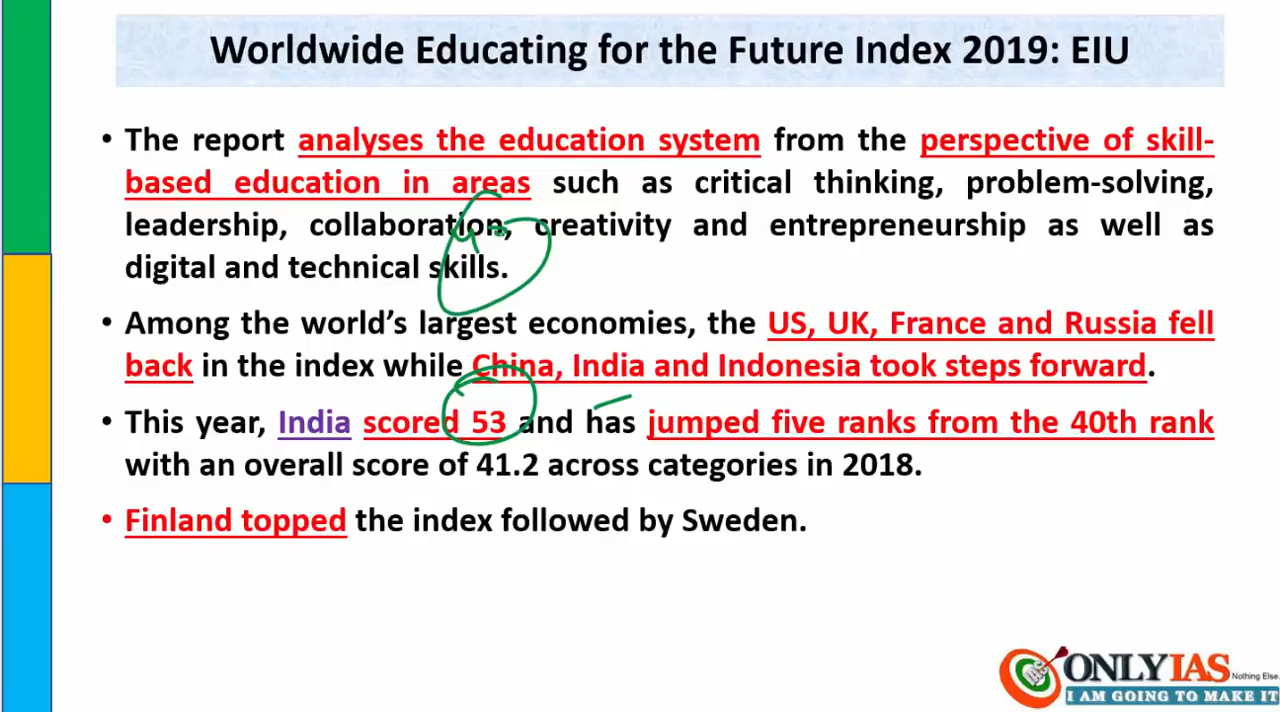 Worldwide Educating for the Future Index 2019: EIU
• The report analyses the education system from the perspective of skill-
based education in areas such as critical thinking, problem-solving,
leadership, collaboration, creativity and entrepreneurship as well as
digital and technical skills.
• Among the world's largest economies, the US, UK, France and Russia fell
back in the index while China, India and Indonesia took steps forward.
• This year, India scored 53 and has jumped five ranks from the 40th rank
with an overall score of 41.2 across categories in 2018.
• Finland topped the index followed by Sweden.
ONLYIAS Nothing Else.
I AM GOING TO MAKE IT